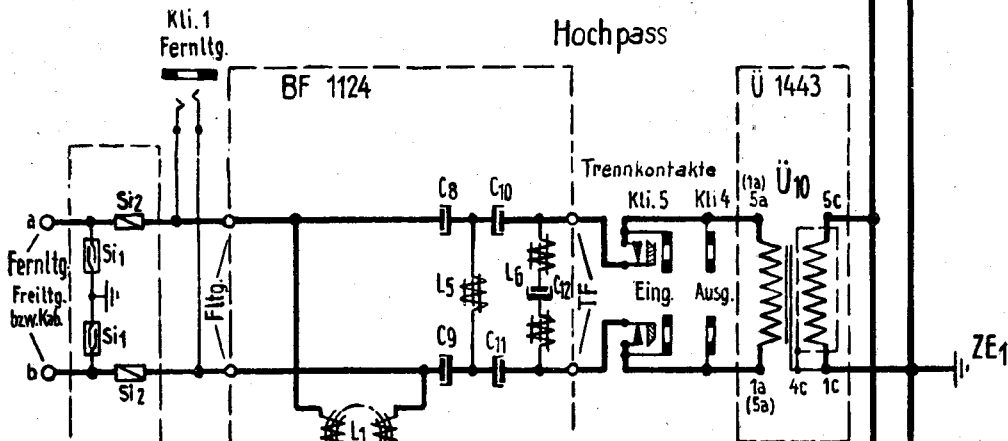 Kli.1
Fernltg.
Hochpass
BF 1124
Ü 1443
Trennkontakte
Kli.5
Kli 4
(1a)
5a
Ü10
5c
Si2
C8
C10
a
Fernltg.
Freiltg.
bzw.Kab.
Si1
Si1
b
Si2
Fltg.
L5
L6
C12
TF
Eing.
Ausg.
C9
C11
1a
(5a)
4c
1c
ZE1
L1